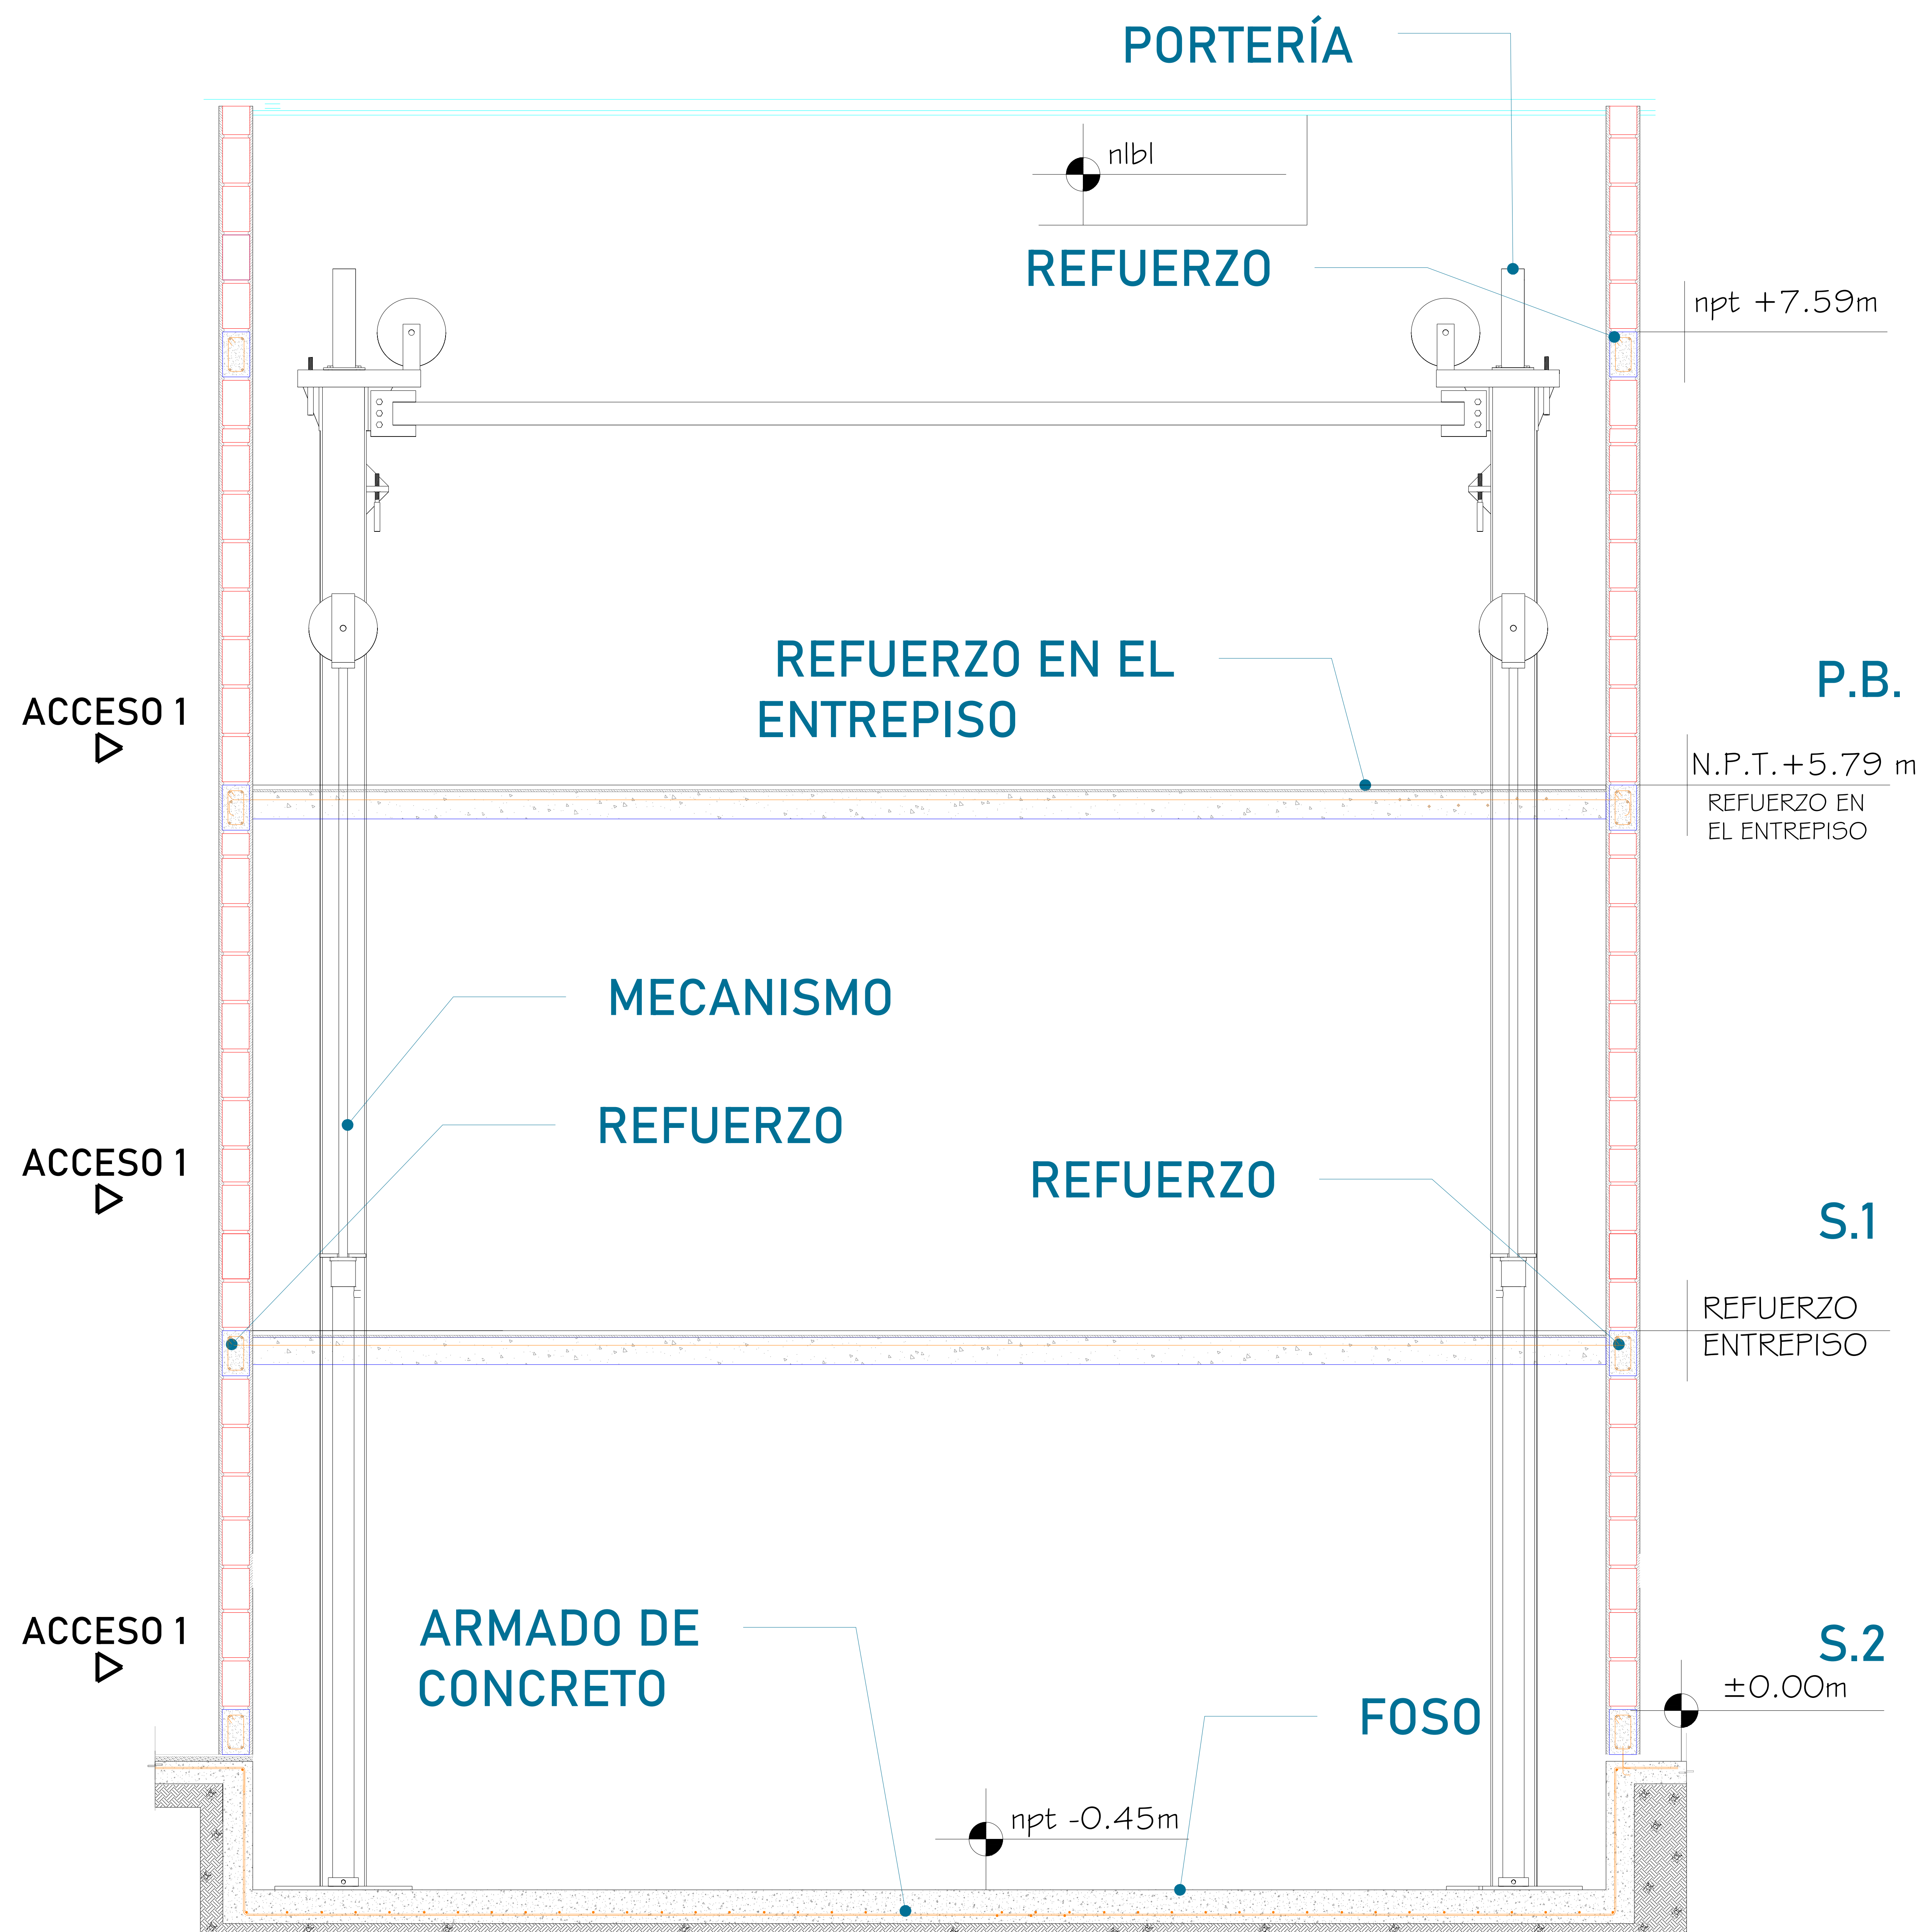 PORTERÍA
nlbl
REFUERZO
npt +7.59m
REFUERZO EN EL
ENTREPISO
P.B.
ACCESO 1
N.P.T.+5.79 m
REFUERZO EN
EL ENTREPISO
MECANISMO
REFUERZO
ACCESO 1
REFUERZO
S.1
REFUERZO
ENTREPISO
ARMADO DE
CONCRETO
ACCESO 1
S.2
±0.00m
FOSO
npt -0.45m